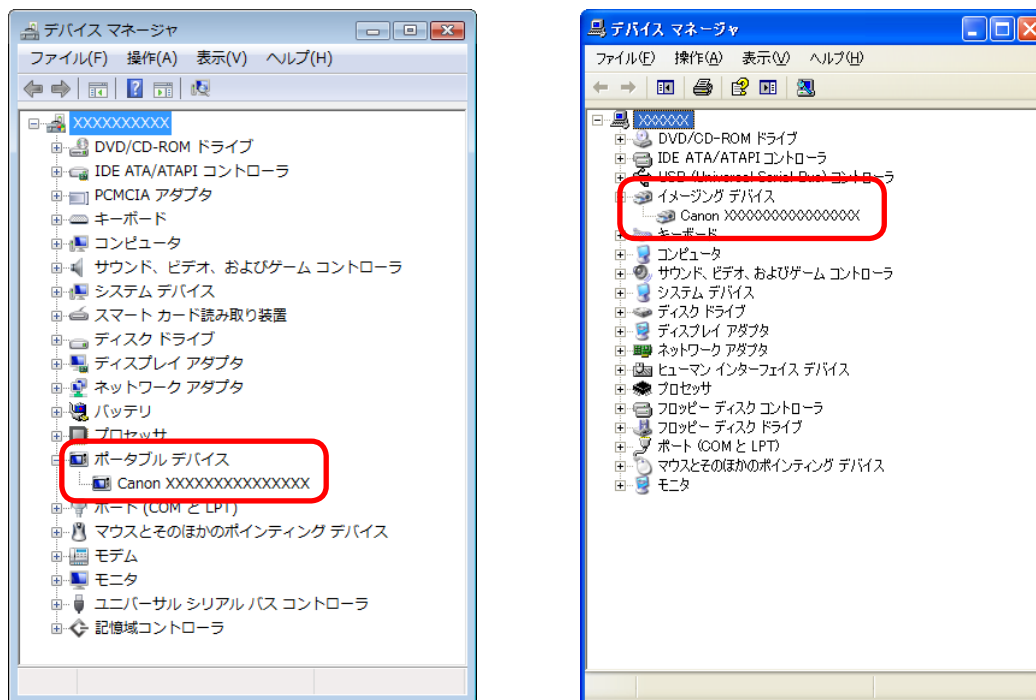 デバイス マネージャ
ファイル(F) 操作(A) 表示(V) ヘルプ(H)
XXXXXXXXXX
DVD/CD-ROM ドライブ
IDE ATA/ATAPI コントローラ
PCMCIA アダプタ
キーボード
コンピュータ
サウンド、ビデオ、およびゲーム コントローラ
システム デバイス
スマート カード読み取り装置
ディスク ドライブ
ディスプレイ アダプタ
ネットワーク アダプタ
バッテリ
プロセッサ
ポータブル デバイス
Canon XXXXXXXXXXXXXXX
ポート (COM と LPT)
マウスとそのほかのポインティング デバイス
モデム
モニタ
ユニバーサル シリアル バス コントローラ
記憶域コントローラ
デバイス マネージャ
ファイル(F) 操作(A) 表示(V) ヘルプ(H)
XXXXXX
DVD/CD-ROM ドライブ
IDE ATA/ATAPI コントローラ
USB (Universal Serial Bus) コントローラ
イメージング デバイス
Canon XXXXXXXXXXXXXXXX
キーボード
コンピュータ
サウンド、ビデオ、およびゲーム コントローラ
システム デバイス
ディスク ドライブ
ディスプレイ アダプタ
ネットワーク アダプタ
ヒューマン インターフェイス デバイス
プロセッサ
フロッピー ディスク コントローラ
フロッピー ディスク ドライブ
ポート (COM と LPT)
マウスとそのほかのポインティング デバイス
モニタ